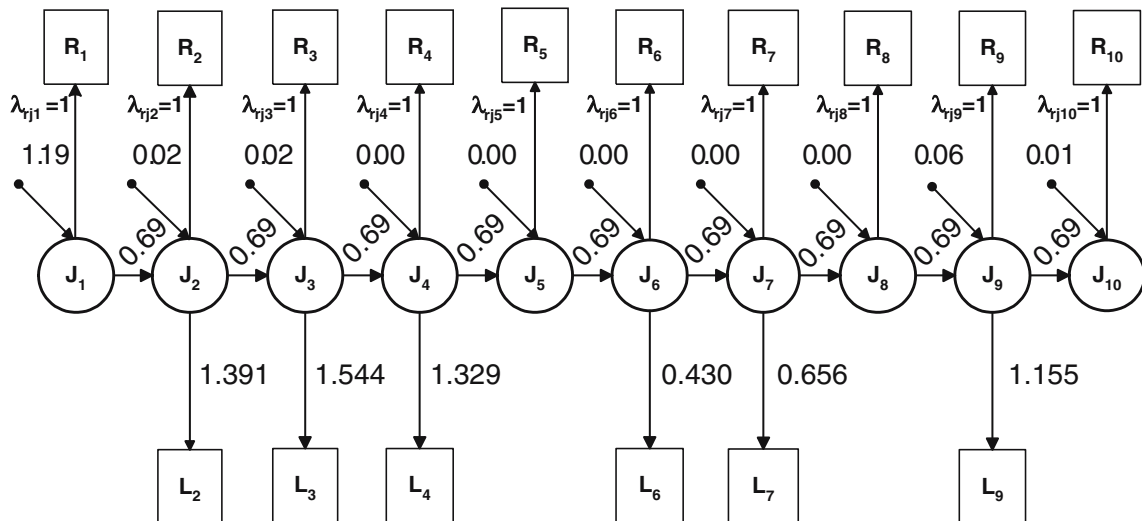 R1 R2 R3 R4 R5 R6 R7 R8 R9 R10
λrj1=1 λrj2=1 λrj3=1 λrj4=1 λrj5=1 λrj6=1 λrj7=1 λrj8=1 λrj9=1 λrj10=1
1.19 0.02 0.02 0.00 0.00 0.00 0.00 0.00 0.06 0.01
0.69 0.69 0.69 0.69 0.69 0.69 0.69 0.69 0.69
J1 J2 J3 J4 J5 J6 J7 J8 J9 J10
1.391 1.544 1.329 0.430 0.656 1.155
L2 L3 L4 L6 L7 L9